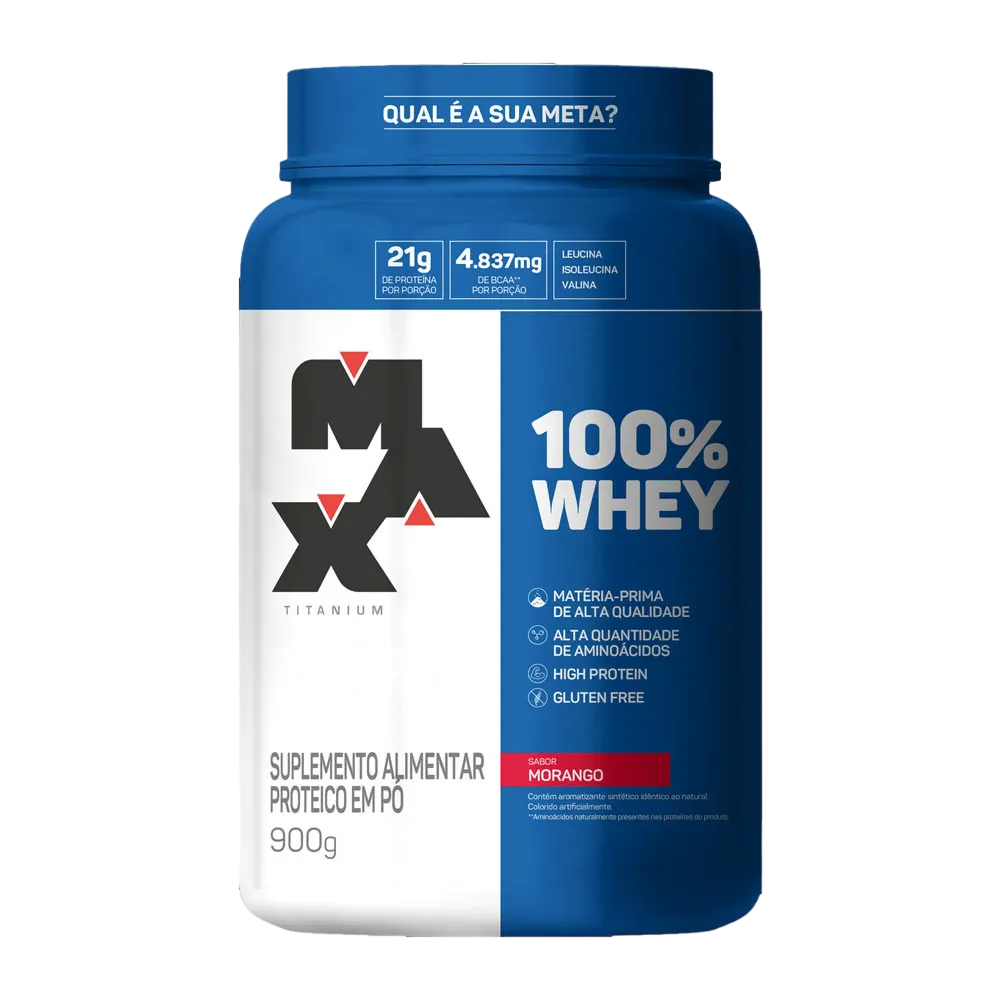 QUAL É A SUA META?
21g
DE PROTEÍNA
POR PORÇÃO
4.837mg
DE BCAA**
POR PORÇÃO
LEUCINA
ISOLEUCINA
VALINA
MAX
TITANIUM
100%
WHEY
MATÉRIA-PRIMA
DE ALTA QUALIDADE
ALTA QUANTIDADE
DE AMINOÁCIDOS
HIGH PROTEIN
GLUTEN FREE
SUPLEMENTO ALIMENTAR
PROTEICO EM PÓ
900g
SABOR
MORANGO
Contém aromatizante sintético idêntico ao natural.
Colorido artificialmente.
**Aminoácidos naturalmente presentes nas proteínas do produto.